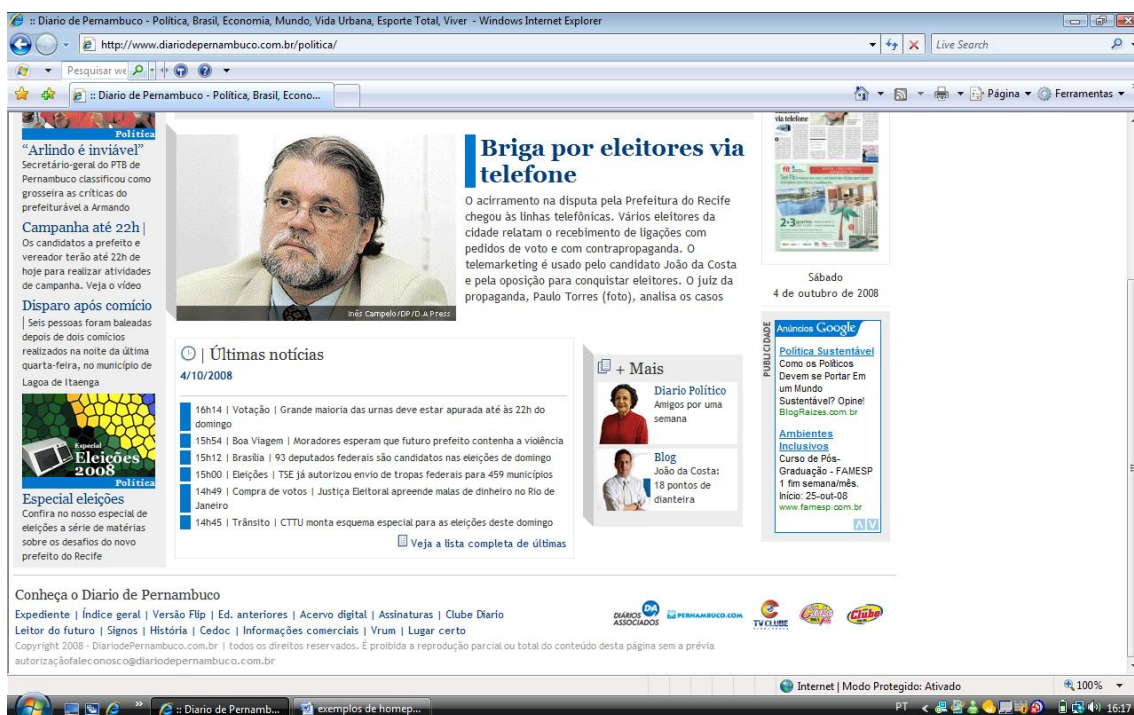 :: Diario de Pernambuco - Política, Brasil, Economia, Mundo, Vida Urbana, Esporte Total, Viver - Windows Internet Explorer
http://www.diariodepernambuco.com.br/politica/
Live Search
Pesquisar we
:: Diario de Pernambuco - Política, Brasil, Econo...
Página
Ferramentas
Política
"Arlindo é inviável"
Secretário-geral do PTB de
Pernambuco classificou como
grosseira as críticas do
prefeiturável a Armando
Campanha até 22h |
Os candidatos a prefeito e
vereador terão até 22h de
hoje para realizar atividades
de campanha. Veja o vídeo
Disparo após comício
| Seis pessoas foram baleadas
depois de dois comícios
realizados na noite da última
quarta-feira, no município de
Lagoa de Itaenga
Especial
Eleições
2008
Política
Especial eleições
Confira no nosso especial de
eleições a série de matérias
sobre os desafios do novo
prefeito do Recife
Inês Campelo/DP/D.A Press
Briga por eleitores via
telefone
O acirramento na disputa pela Prefeitura do Recife
chegou às linhas telefônicas. Vários eleitores da
cidade relatam o recebimento de ligações com
pedidos de voto e com contrapropaganda. O
telemarketing é usado pelo candidato João da Costa
e pela oposição para conquistar eleitores. O juiz da
propaganda, Paulo Torres (foto), analisa os casos
| Últimas notícias
4/10/2008
16h14 | Votação | Grande maioria das urnas deve estar apurada até às 22h do
domingo
15h54 | Boa Viagem | Moradores esperam que futuro prefeito contenha a violência
15h12 | Brasília | 93 deputados federais são candidatos nas eleições de domingo
15h00 | Eleições | TSE já autorizou envio de tropas federais para 459 municípios
14h49 | Compra de votos | Justiça Eleitoral apreende malas de dinheiro no Rio de
Janeiro
14h45 | Trânsito | CTTU monta esquema especial para as eleições deste domingo
Veja a lista completa de últimas
+ Mais
Diario Político
Amigos por uma
semana
Blog
João da Costa:
18 pontos de
dianteira
via telefone
fit
2·3
Sábado
4 de outubro de 2008
PUBLICIDADE
Anúncios Google
Política Sustentável
Como os Políticos
Devem se Portar Em
um Mundo
Sustentável? Opine!
BlogRaizes.com.br
Ambientes
Inclusivos
Curso de Pós-
Graduação - FAMESP
1 fim semana/mês.
Início: 25-out-08
www.famesp.com.br
Conheça o Diario de Pernambuco
Expediente | Índice geral | Versão Flip | Ed. anteriores | Acervo digital | Assinaturas | Clube Diario
Leitor do futuro | Signos | História | Cedoc | Informações comerciais | Vrum | Lugar certo
Copyright 2008 - DiariodePernambuco.com.br | todos os direitos reservados. É proibida a reprodução parcial ou total do conteúdo desta página sem a prévia
autorizaçãofaleconosco@diariodepernambuco.com.br
DIÁRIOS
ASSOCIADOS
DA
PERNAMBUCO.COM
TV CLUBE
Clube
Internet | Modo Protegido: Ativado
100%
:: Diario de Pernamb...
exemplos de homep...
PT
16:17